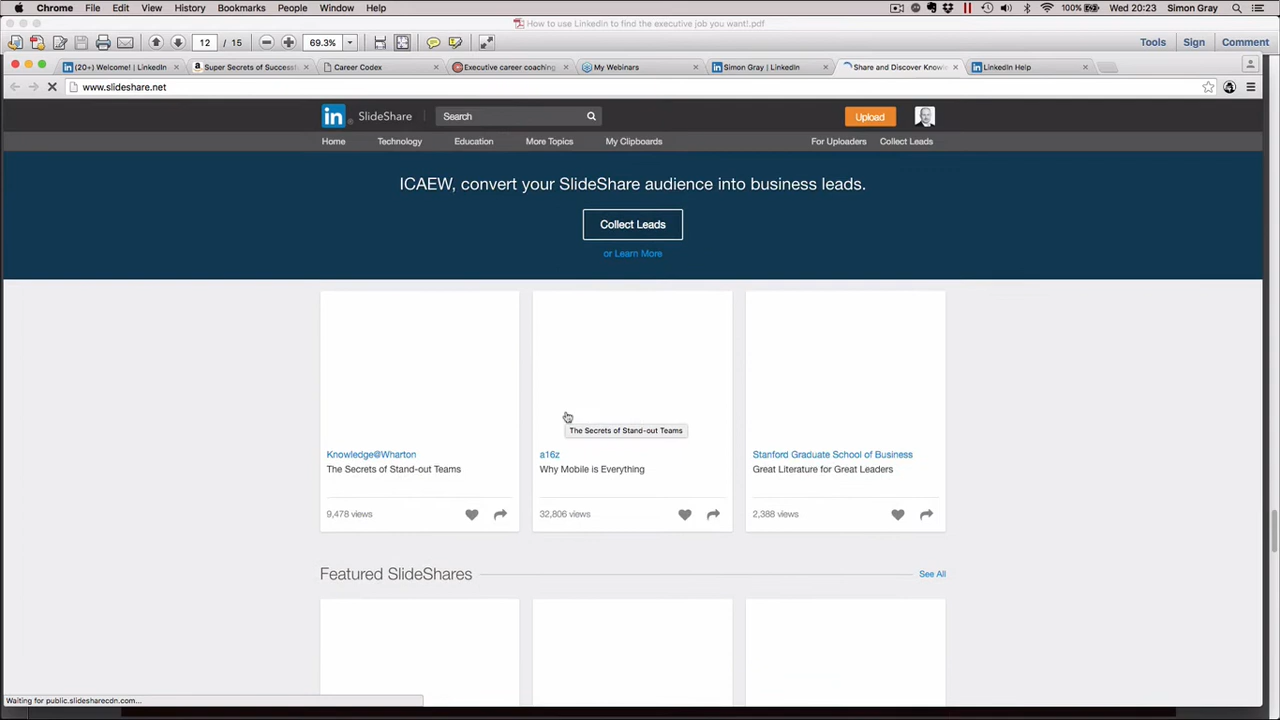 Chrome File Edit View History Bookmarks People Window Help 100% Wed 20:23 Simon Gray
How to use LinkedIn to find the executive job you want!.pdf
12 / 15 69.3% Tools Sign Comment
(20+) Welcome! | LinkedIn Super Secrets of Successf Career Codex Executive career coaching My Webinars Simon Gray | LinkedIn Share and Discover Knowl LinkedIn Help
www.slideshare.net
in SlideShare Search Upload
Home Technology Education More Topics My Clipboards For Uploaders Collect Leads
ICAEW, convert your SlideShare audience into business leads.
Collect Leads
or Learn More
The Secrets of Stand-out Teams
Knowledge@Wharton a16z Stanford Graduate School of Business
The Secrets of Stand-out Teams Why Mobile is Everything Great Literature for Great Leaders
9,478 views 32,806 views 2,388 views
Featured SlideShares See All
Waiting for public.slidesharecdn.com...